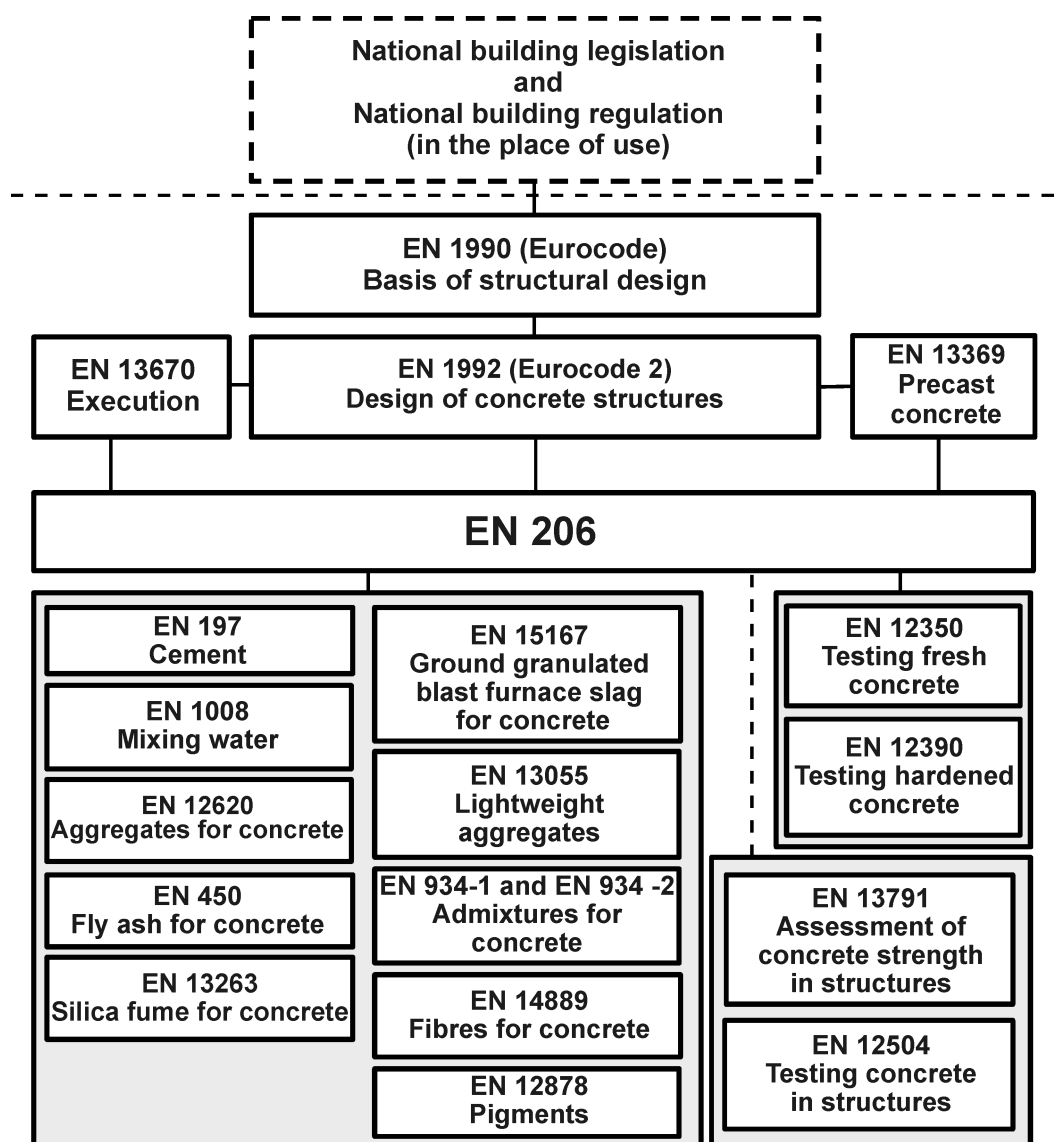 National building legislation
and
National building regulation
(in the place of use)
EN 1990 (Eurocode)
Basis of structural design
EN 13670
Execution
EN 1992 (Eurocode 2)
Design of concrete structures
EN 13369
Precast
concrete
EN 206
EN 197
Cement
EN 1008
Mixing water
EN 12620
Aggregates for concrete
EN 450
Fly ash for concrete
EN 13263
Silica fume for concrete
EN 15167
Ground granulated
blast furnace slag
for concrete
EN 13055
Lightweight
aggregates
EN 934-1 and EN 934 -2
Admixtures for
concrete
EN 14889
Fibres for concrete
EN 12878
Pigments
EN 12350
Testing fresh
concrete
EN 12390
Testing hardened
concrete
EN 13791
Assessment of
concrete strength
in structures
EN 12504
Testing concrete
in structures